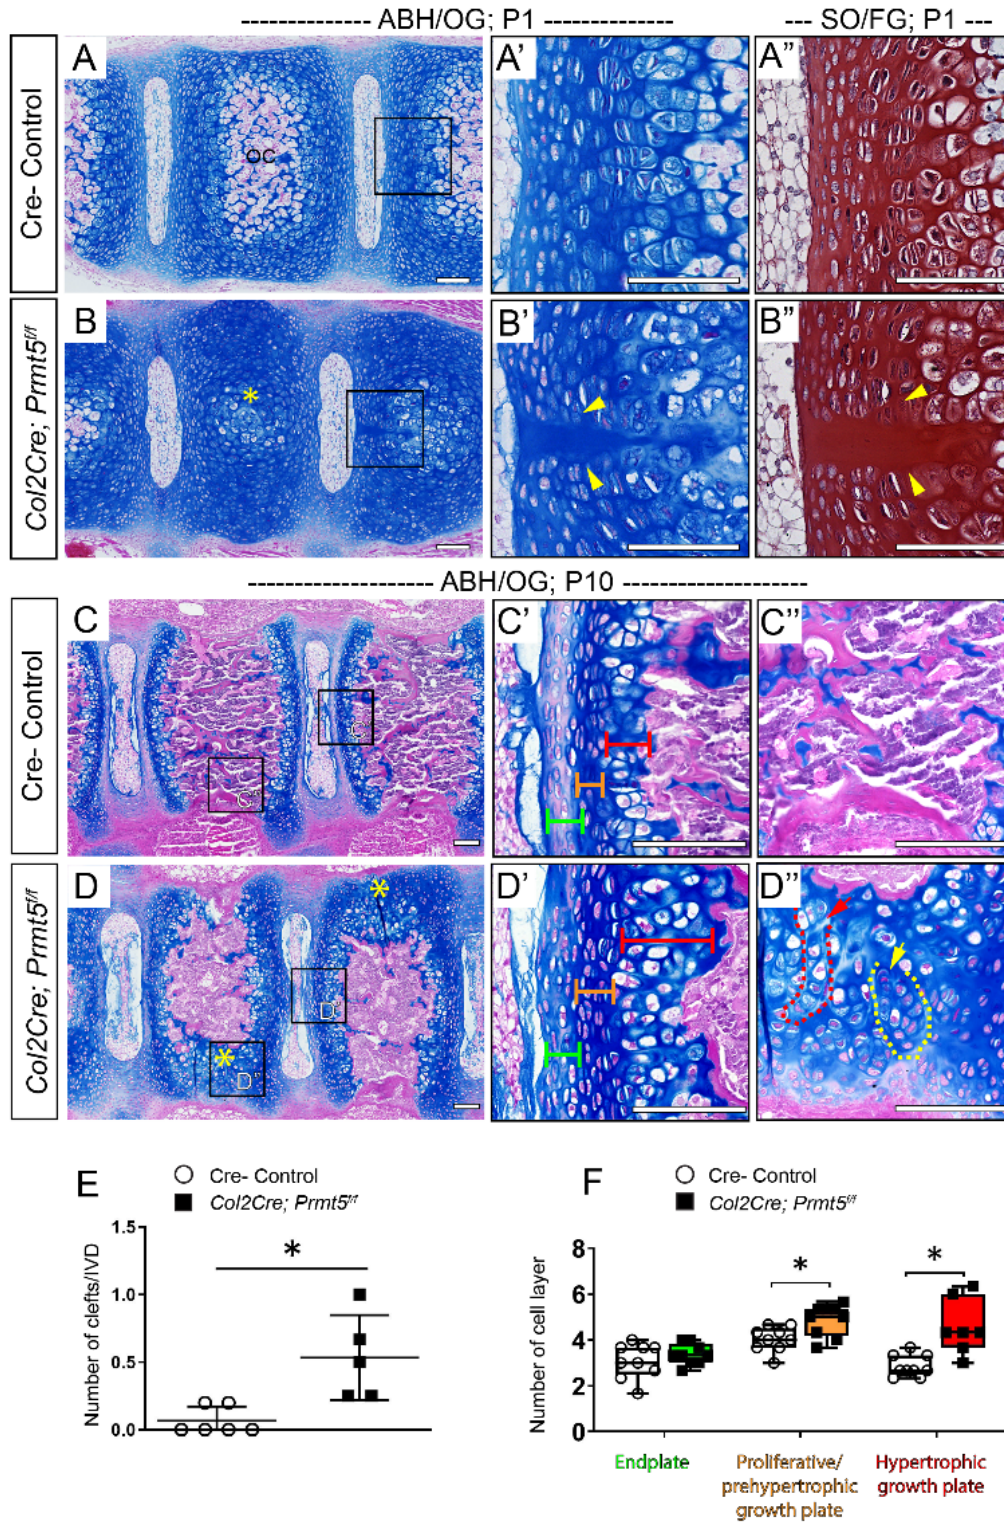 ABH/OG; P1
SO/FG; P1
Cre- Control
A
OC
A'
A''
Col2Cre; Prmt5f/f
B
*
B'
B''
ABH/OG; P10
Cre- Control
C
C'
C''
C'
C''
Col2Cre; Prmt5f/f
D
*
D'
*
D''
D'
D''
E
Cre- Control
Col2Cre; Prmt5f/f
Number of clefts/IVD
1.5
1.0
0.5
0.0
*
F
Cre- Control
Col2Cre; Prmt5f/f
Number of cell layer
8
6
4
2
0
*
*
Endplate
Proliferative/
prehypertrophic
growth plate
Hypertrophic
growth plate